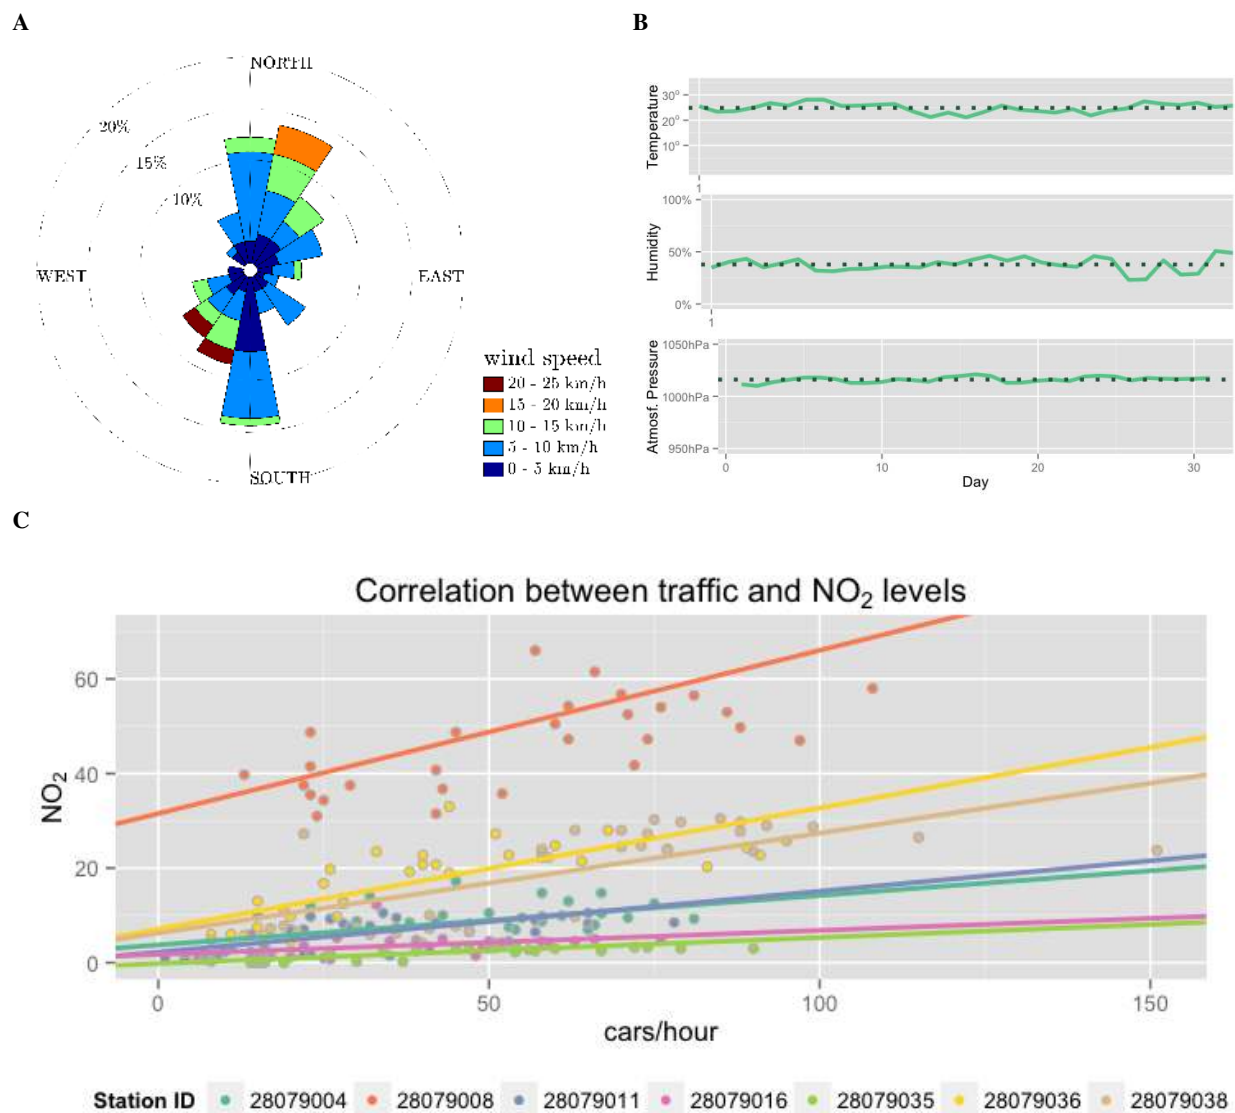 A
B
NORTH
20%
15%
10%
WEST
EAST
SOUTH
wind speed
20 - 25 km/h
15 - 20 km/h
10 - 15 km/h
5 - 10 km/h
0 - 5 km/h
Temperature
30°
20°
10°
1
Humidity
100%
50%
0%
1
Atmosf. Pressure
1050hPa
1000hPa
950hPa
0 10 20 30
Day
C
Correlation between traffic and NO₂ levels
NO₂
60
40
20
0
0 50 100 150
cars/hour
Station ID 28079004 28079008 28079011 28079016 28079035 28079036 28079038